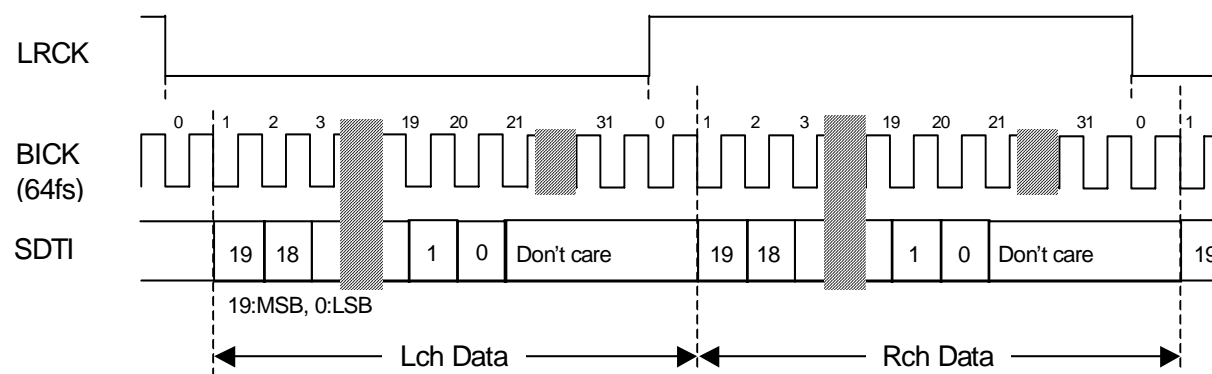 LRCK
0 1 2 3 19 20 21 31 0 1 2 3 19 20 21 31 0 1
BICK
(64fs)
SDTI
19 18 1 0 Don't care 19 18 1 0 Don't care 19
19:MSB, 0:LSB
Lch Data Rch Data